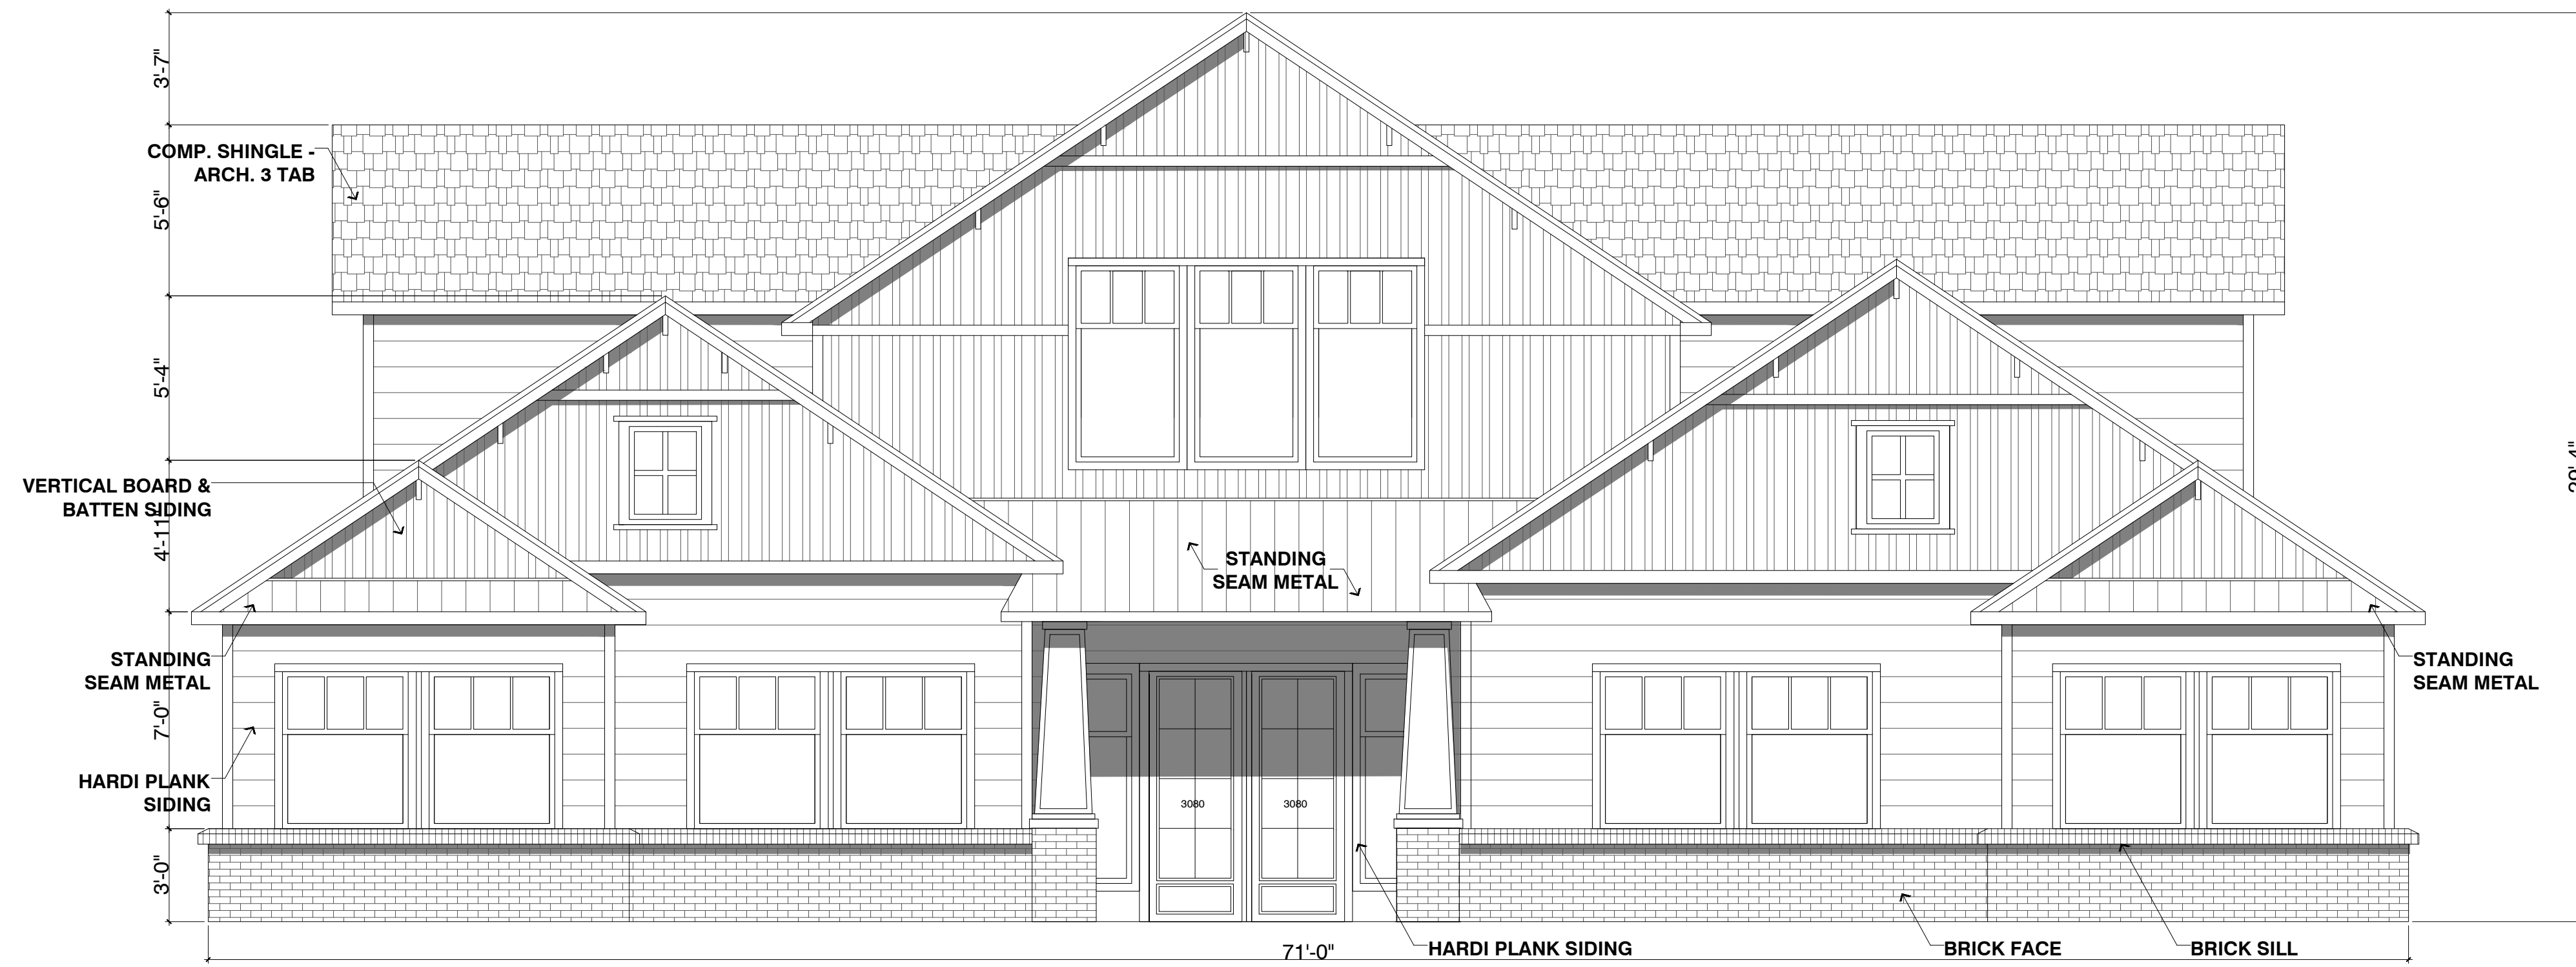 3'-7"
COMP. SHINGLE -
ARCH. 3 TAB
5'-6"
5'-4"
VERTICAL BOARD &
BATTEN SIDING
4'-11"
STANDING
SEAM METAL
STANDING
SEAM METAL
STANDING
SEAM METAL
7'-0"
HARDI PLANK
SIDING
3080
3080
3'-0"
71'-0"
HARDI PLANK SIDING
BRICK FACE
BRICK SILL